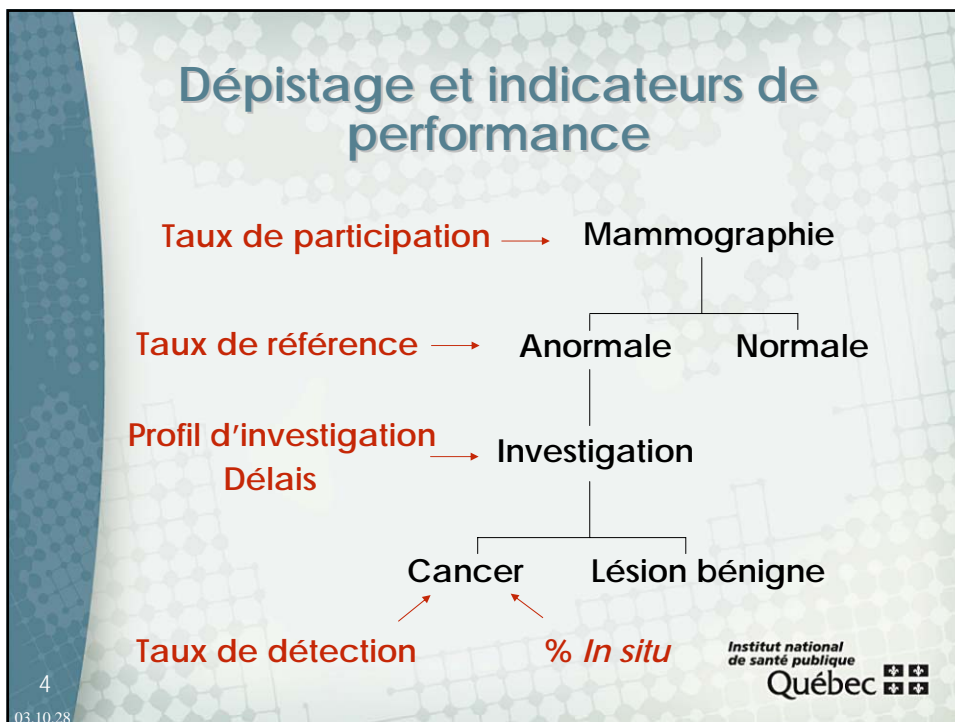 Dépistage et indicateurs de
performance
Taux de participation
Mammographie
Taux de référence
Anormale
Normale
Profil d'investigation
Délais
Investigation
Cancer
Lésion bénigne
Taux de détection
% In situ
Institut national
de santé publique
Québec
4
03.10.28